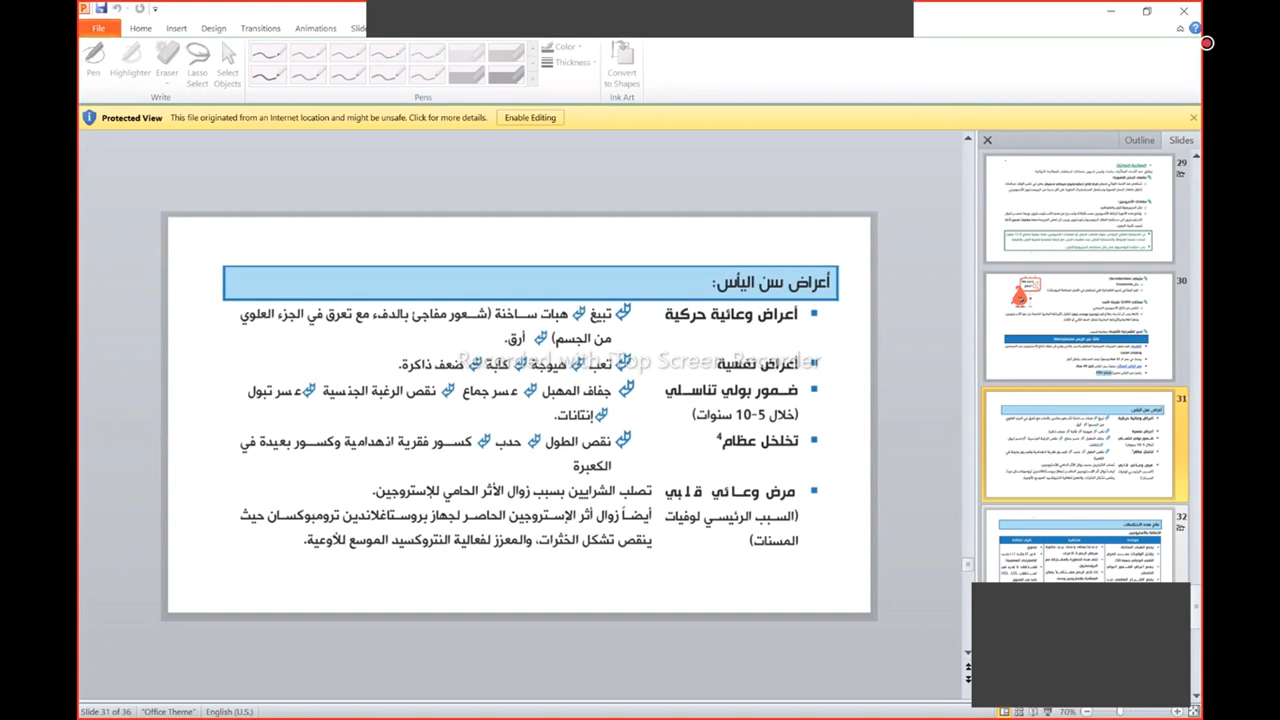 File Home Insert Design Transitions Animations
Pen Highlighter Eraser Lasso Select Select Objects Color Thickness Convert to Shapes
Write Pens Ink Art
Protected View This file originated from an Internet location and might be unsafe. Click for more details. Enable Editing
Outline Slides
أعراض سن اليأس:
أعراض وعائية حركية تبيغ هبات ساخنة (شعور مفاجئ بالدفء مع تعرق في الجزء العلوي
من الجسم) أرق.
Recorded with iTop Screen Recorder
أعراض نفسية تعب هيوجة كآبة ضعف ذاكرة.
ضمور بولي تناسلي جفاف المهبل عسر جماع نقص الرغبة الجنسية عسر تبول
(خلال 5-10 سنوات) إنتانات.
تخلخل عظام4 نقص الطول حدب كسور فقرية انهدامية وكسور بعيدة في
الكعبرة
مرض وعائي قلبي تصلب الشرايين بسبب زوال الأثر الحامي للإستروجين.
(السبب الرئيسي لوفيات أيضاً زوال أثر الإستروجين الحاصر لجهاز بروستاغلاندين ترومبوكسان حيث
المسنات) ينقص تشكل الخثرات، والمعزز لفعالية النتروكسيد الموسع للأوعية.
29
30
31
أعراض سن اليأس:
32
Slide 31 of 36 "Office Theme" English (U.S.) 70%